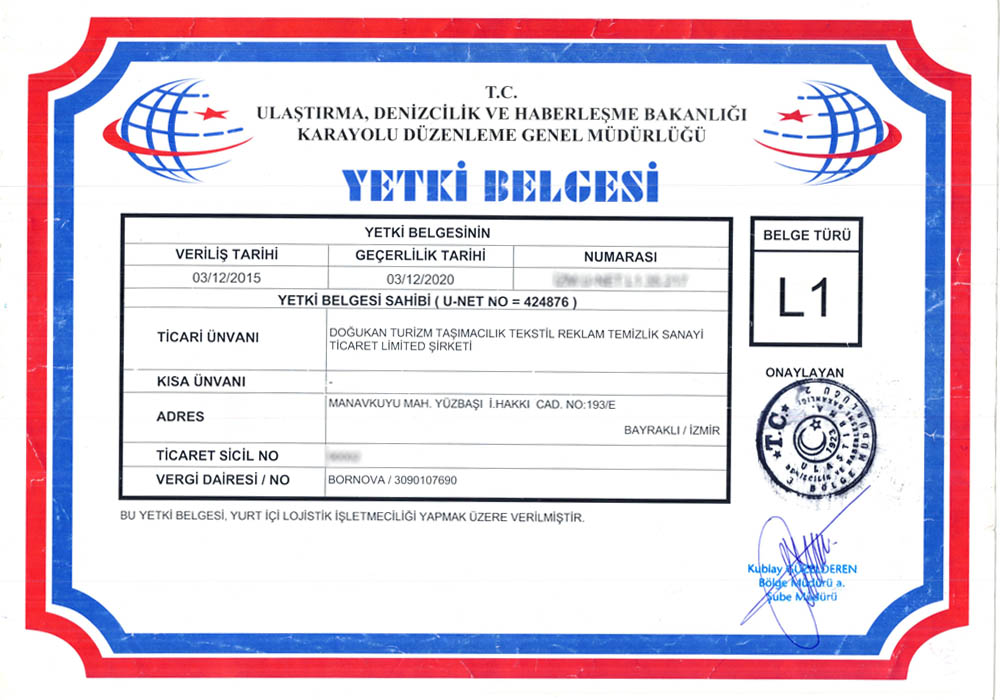 T.C.
ULAŞTIRMA, DENİZCİLİK VE HABERLEŞME BAKANLIĞI
KARAYOLU DÜZENLEME GENEL MÜDÜRLÜĞÜ
YETKİ BELGESİ
YETKİ BELGESİNİN
VERİLİŞ TARİHİ GEÇERLİLİK TARİHİ NUMARASI
03/12/2015 03/12/2020
YETKİ BELGESİ SAHİBİ ( U-NET NO = 424876 )
TİCARİ ÜNVANI
DOĞUKAN TURİZM TAŞIMACILIK TEKSTİL REKLAM TEMİZLİK SANAYİ
TİCARET LİMİTED ŞİRKETİ
KISA ÜNVANI -
ADRES
MANAVKUYU MAH. YÜZBAŞI İ.HAKKI CAD. NO:193/E
BAYRAKLI / İZMİR
TİCARET SİCİL NO
VERGİ DAİRESİ / NO BORNOVA / 3090107690
BU YETKİ BELGESİ, YURT İÇİ LOJİSTİK İŞLETMECİLİĞİ YAPMAK ÜZERE VERİLMİŞTİR.
BELGE TÜRÜ
L1
ONAYLAYAN
T.C.
1923
Kubilay DEREN
Bölge Müdürü a.
Şube Müdürü